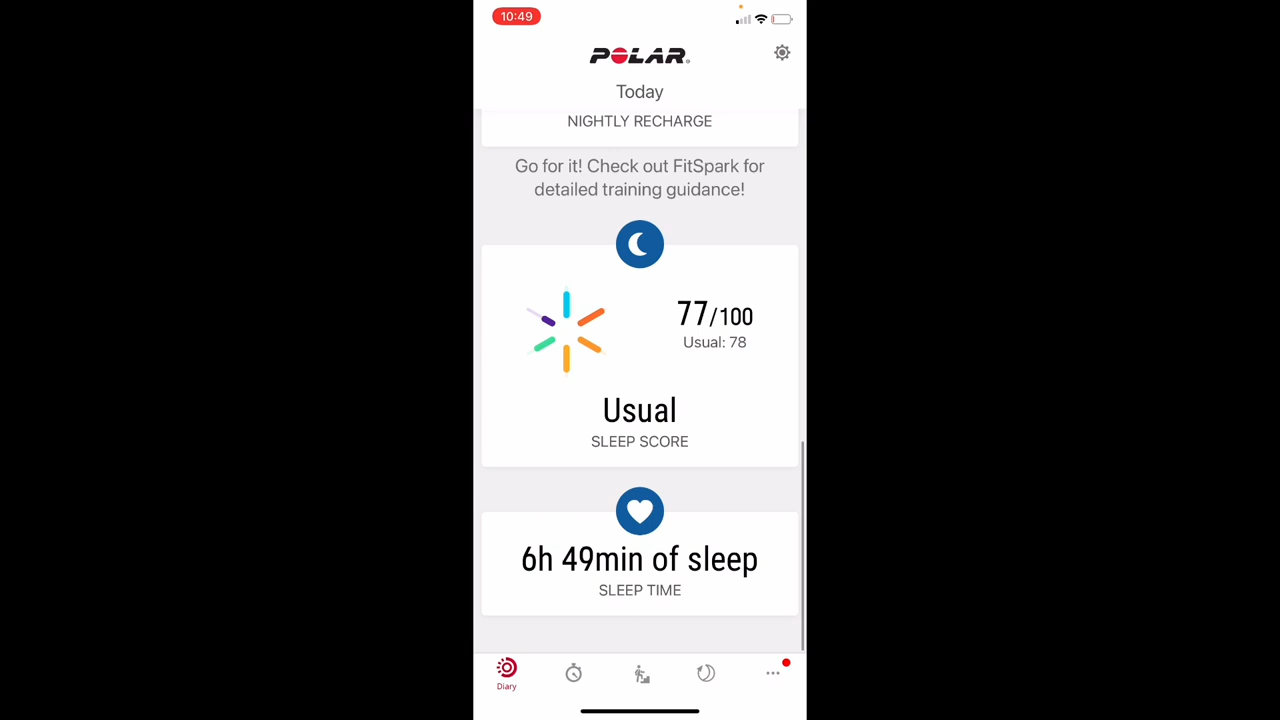 10:49
POLAR
Today
NIGHTLY RECHARGE
Go for it! Check out FitSpark for
detailed training guidance!
77/100
Usual: 78
Usual
SLEEP SCORE
6h 49min of sleep
SLEEP TIME
Diary